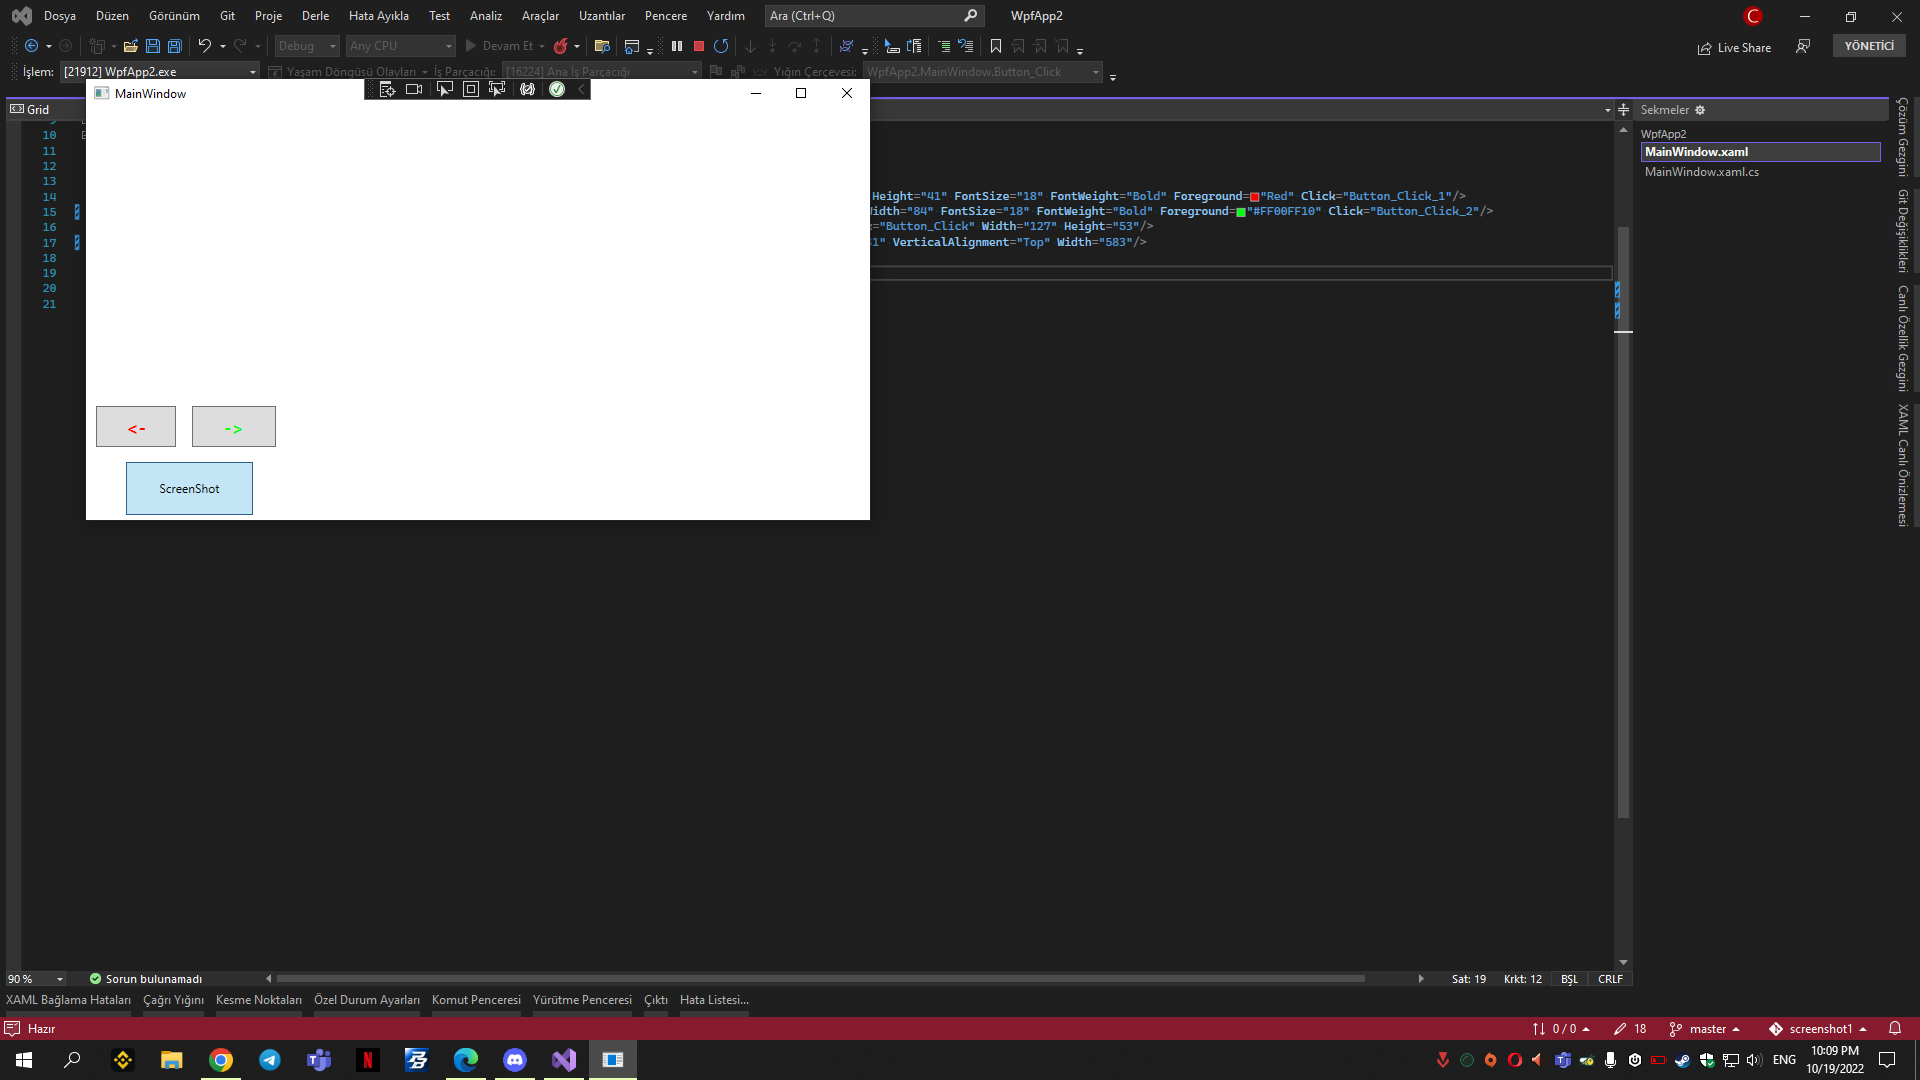 Dosya Düzen Görünüm Git Proje Derle Hata Ayıkla Test Analiz Araçlar Uzantılar Pencere Yardım Ara (Ctrl+Q) WpfApp2 C
Debug Any CPU Devam Et Live Share YÖNETİCİ
İşlem: [21912] WpfApp2.exe Yaşam Döngüsü Olayları İş Parçacığı: [16224] Ana İş Parçacığı Yığın Çerçevesi: WpfApp2.MainWindow.Button_Click
MainWindow
Grid
Sekmeler
WpfApp2
MainWindow.xaml
MainWindow.xaml.cs
10
11
12
13
14 Height="41" FontSize="18" FontWeight="Bold" Foreground="Red" Click="Button_Click_1"/>
15 Width="84" FontSize="18" FontWeight="Bold" Foreground="#FF00FF10" Click="Button_Click_2"/>
16 ="Button_Click" Width="127" Height="53"/>
17 1" VerticalAlignment="Top" Width="583"/>
18
19
20
21
<-
->
ScreenShot
Çözüm Gezgini
Git Değişiklikleri
Canlı Özellik Gezgini
XAML Canlı Önizlemesi
90 % Sorun bulunamadı Sat: 19 Krkt: 12 BŞL CRLF
XAML Bağlama Hataları Çağrı Yığını Kesme Noktaları Özel Durum Ayarları Komut Penceresi Yürütme Penceresi Çıktı Hata Listesi...
Hazır 0 / 0 18 master screenshot1
ENG 10:09 PM
10/19/2022